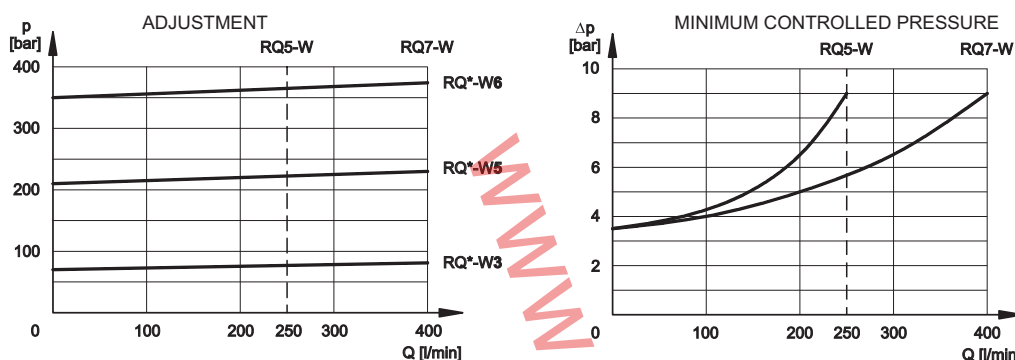 ADJUSTMENT
p
[bar]
RQ5-W
RQ7-W
400
300
200
100
0
RQ*-W6
RQ*-W5
RQ*-W3
100
200
250
300
400
Q [l/min]
MINIMUM CONTROLLED PRESSURE
Δp
[bar]
RQ5-W
RQ7-W
10
8
6
4
2
0
100
200
250
300
400
Q [l/min]
WWW